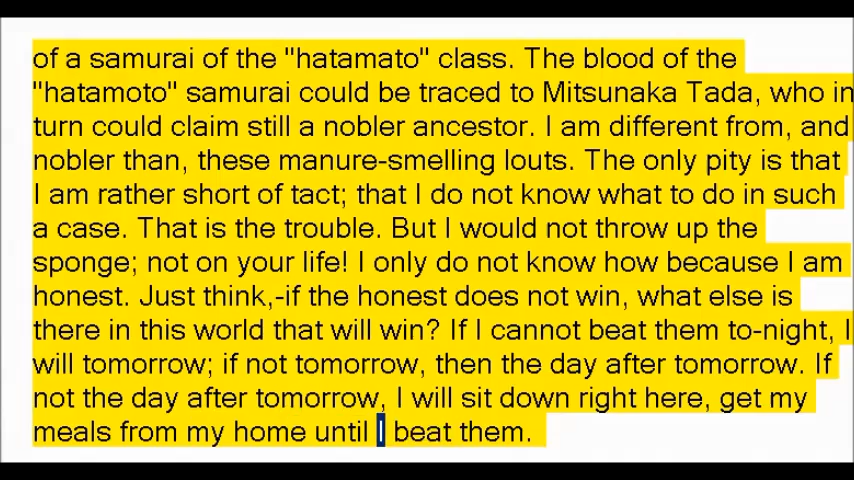 of a samurai of the "hatamato" class. The blood of the
"hatamoto" samurai could be traced to Mitsunaka Tada, who in
turn could claim still a nobler ancestor. I am different from, and
nobler than, these manure-smelling louts. The only pity is that
I am rather short of tact; that I do not know what to do in such
a case. That is the trouble. But I would not throw up the
sponge; not on your life! I only do not know how because I am
honest. Just think,-if the honest does not win, what else is
there in this world that will win? If I cannot beat them to-night, I
will tomorrow; if not tomorrow, then the day after tomorrow. If
not the day after tomorrow, I will sit down right here, get my
meals from my home until I beat them.